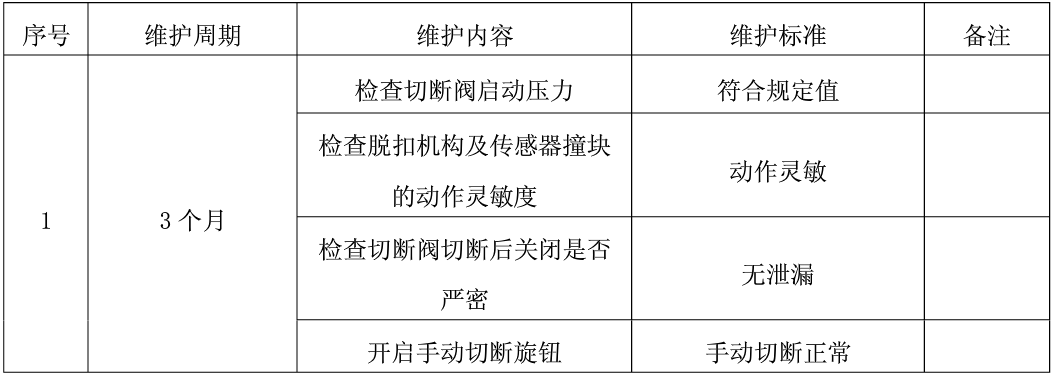 序号 维护周期 维护内容 维护标准 备注
检查切断阀启动压力 符合规定值
检查脱扣机构及传感器撞块
的动作灵敏度
动作灵敏
1 3个月
检查切断阀切断后关闭是否
严密
无泄漏
开启手动切断旋钮 手动切断正常